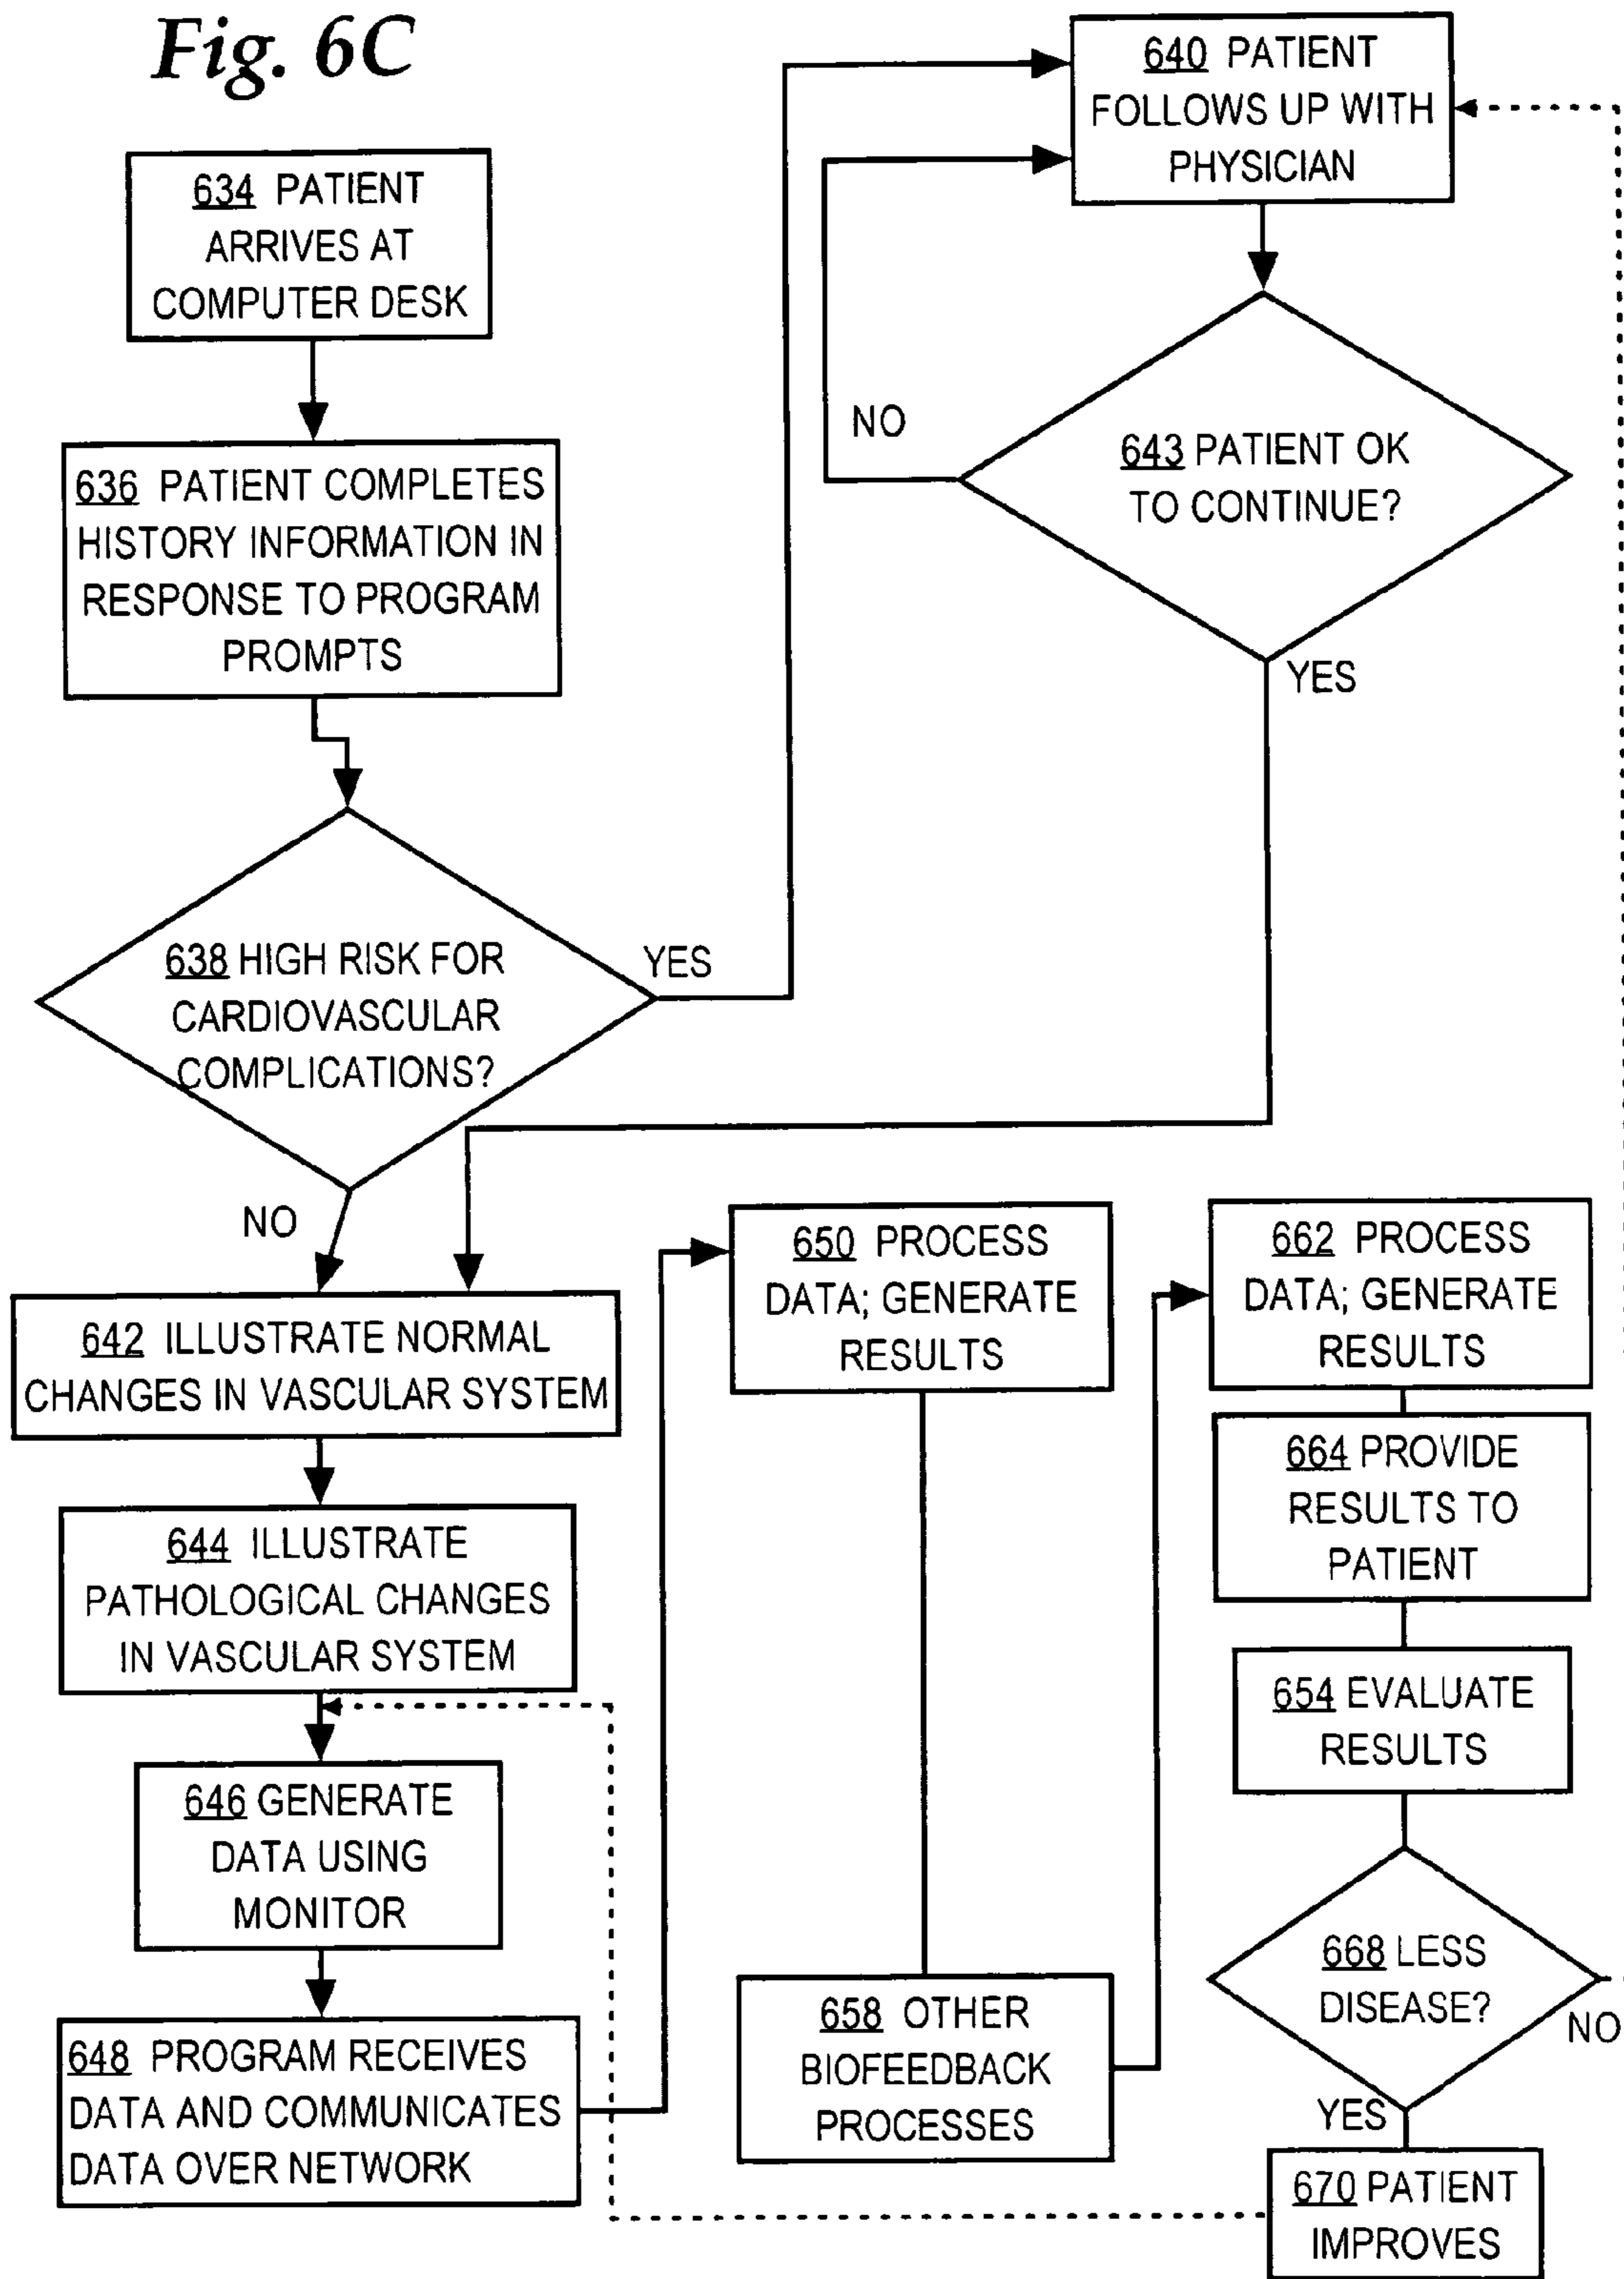 Fig. 6C
634 PATIENT
ARRIVES AT
COMPUTER DESK
636 PATIENT COMPLETES
HISTORY INFORMATION IN
RESPONSE TO PROGRAM
PROMPTS
638 HIGH RISK FOR
CARDIOVASCULAR
COMPLICATIONS?
YES
NO
640 PATIENT
FOLLOWS UP WITH
PHYSICIAN
643 PATIENT OK
TO CONTINUE?
NO
YES
642 ILLUSTRATE NORMAL
CHANGES IN VASCULAR SYSTEM
644 ILLUSTRATE
PATHOLOGICAL CHANGES
IN VASCULAR SYSTEM
646 GENERATE
DATA USING
MONITOR
648 PROGRAM RECEIVES
DATA AND COMMUNICATES
DATA OVER NETWORK
650 PROCESS
DATA; GENERATE
RESULTS
658 OTHER
BIOFEEDBACK
PROCESSES
662 PROCESS
DATA; GENERATE
RESULTS
664 PROVIDE
RESULTS TO
PATIENT
654 EVALUATE
RESULTS
668 LESS
DISEASE?
NO
YES
670 PATIENT
IMPROVES